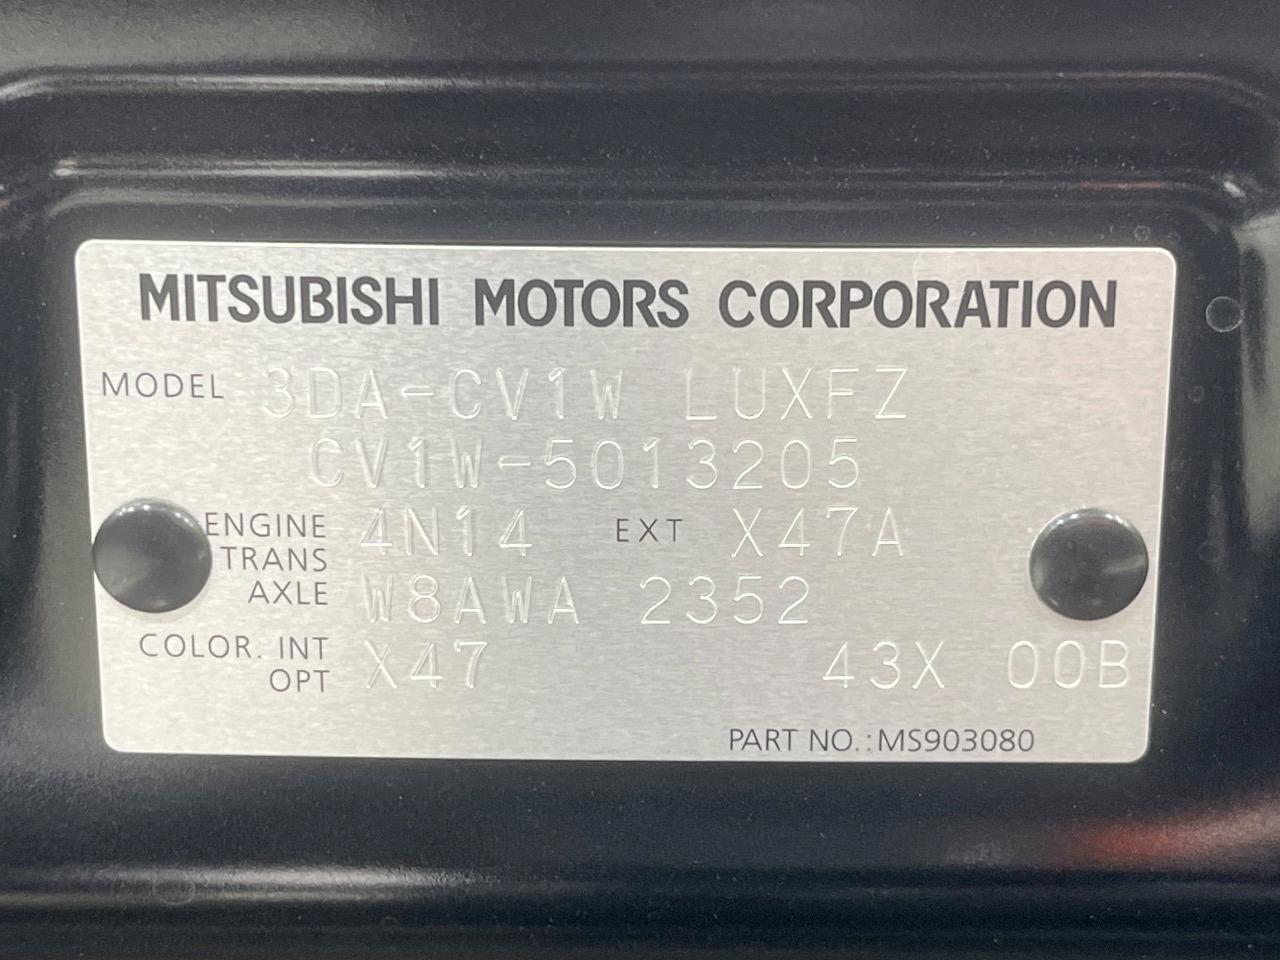 MITSUBISHI MOTORS CORPORATION
MODEL 3DA-CV1W LUXFZ
CV1W-5013205
ENGINE 4N14 EXT X47A
TRANS
AXLE W8AWA 2352
COLOR. INT X47 43X 00B
OPT
PART NO.:MS903080